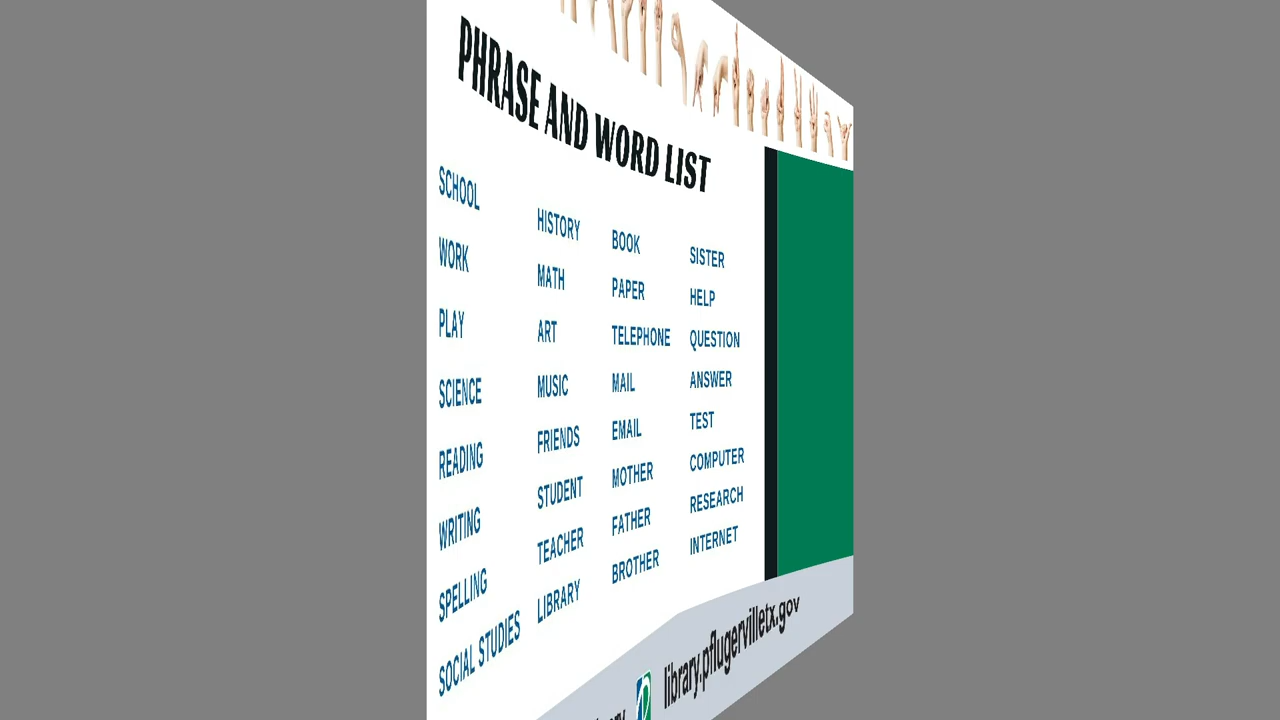 PHRASE AND WORD LIST
SCHOOL
WORK
PLAY
SCIENCE
READING
WRITING
SPELLING
SOCIAL STUDIES
HISTORY
MATH
ART
MUSIC
FRIENDS
STUDENT
TEACHER
LIBRARY
BOOK
PAPER
TELEPHONE
MAIL
EMAIL
MOTHER
FATHER
BROTHER
SISTER
HELP
QUESTION
ANSWER
TEST
COMPUTER
RESEARCH
INTERNET
library.pflugervilletx.gov